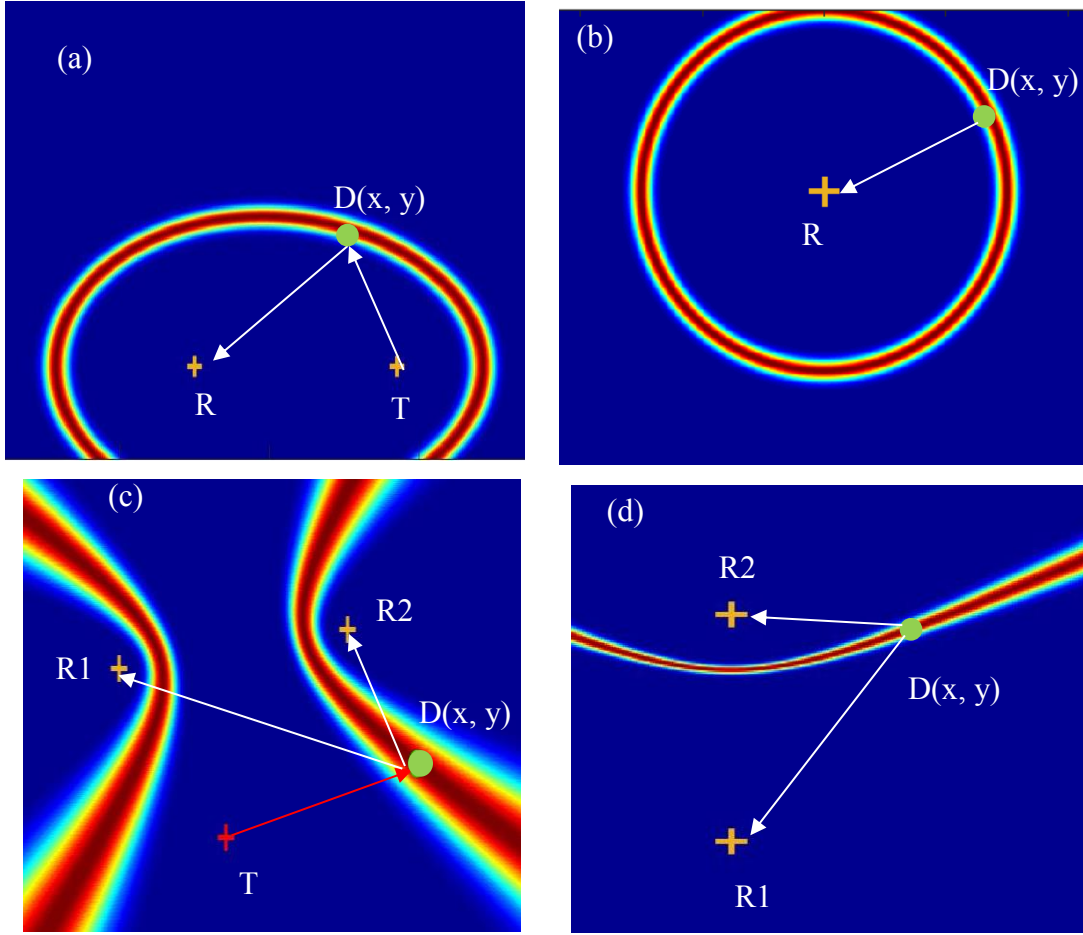 (a)
D(x, y)
R
T
(b)
D(x, y)
R
(c)
R1
R2
D(x, y)
T
(d)
R2
D(x, y)
R1